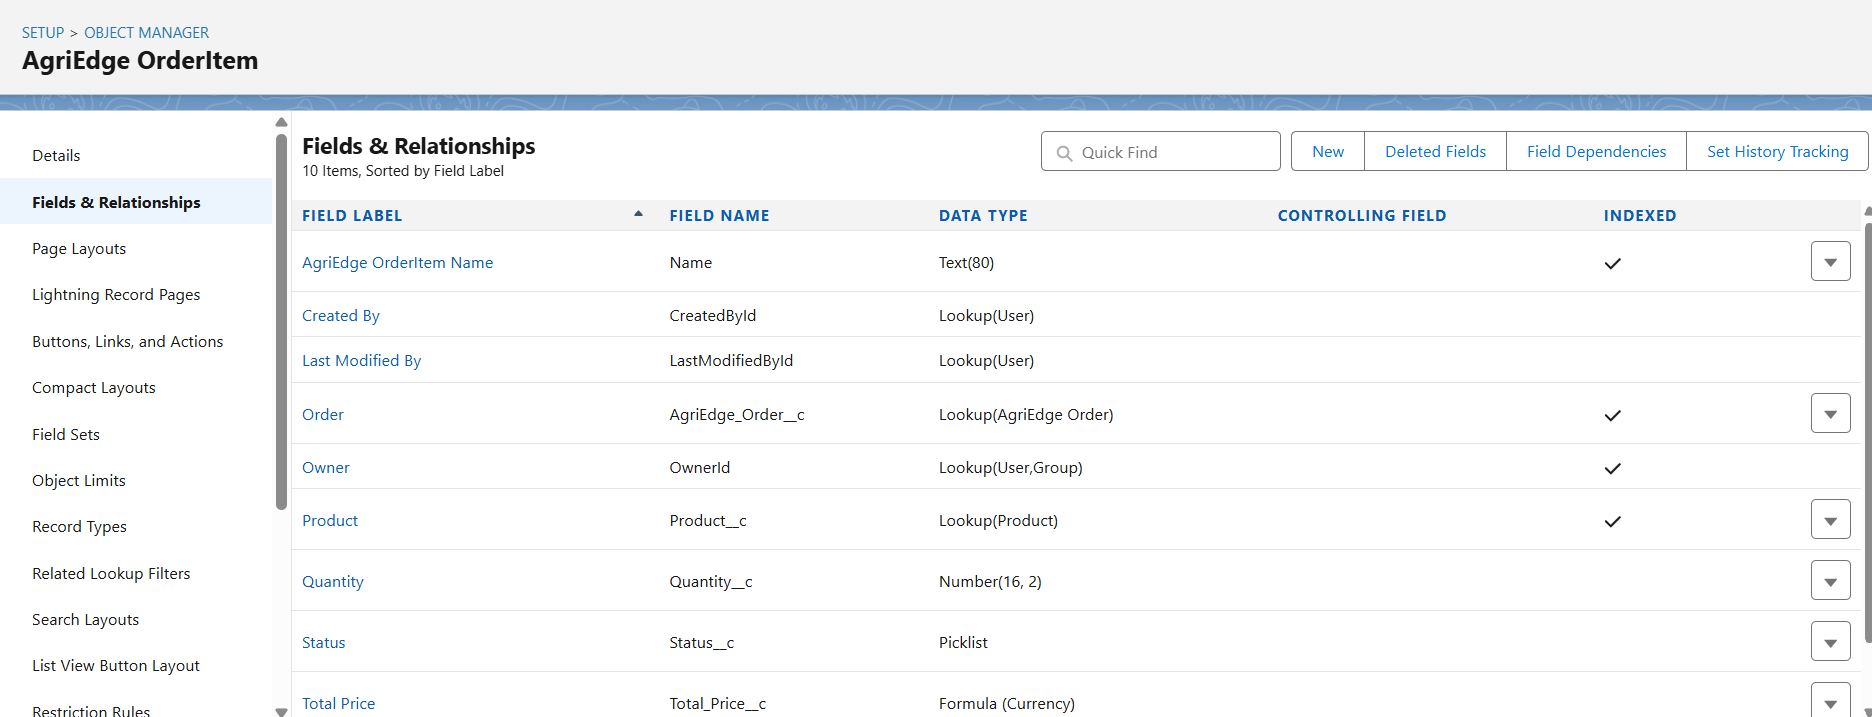 SETUP > OBJECT MANAGER
AgriEdge OrderItem
Details
Fields & Relationships
Page Layouts
Lightning Record Pages
Buttons, Links, and Actions
Compact Layouts
Field Sets
Object Limits
Record Types
Related Lookup Filters
Search Layouts
List View Button Layout
Restriction Rules
Fields & Relationships
10 Items, Sorted by Field Label
Quick Find
New
Deleted Fields
Field Dependencies
Set History Tracking
FIELD LABEL FIELD NAME DATA TYPE CONTROLLING FIELD INDEXED
AgriEdge OrderItem Name Name Text(80)
Created By CreatedById Lookup(User)
Last Modified By LastModifiedById Lookup(User)
Order AgriEdge_Order__c Lookup(AgriEdge Order)
Owner OwnerId Lookup(User,Group)
Product Product__c Lookup(Product)
Quantity Quantity__c Number(16, 2)
Status Status__c Picklist
Total Price Total_Price__c Formula (Currency)